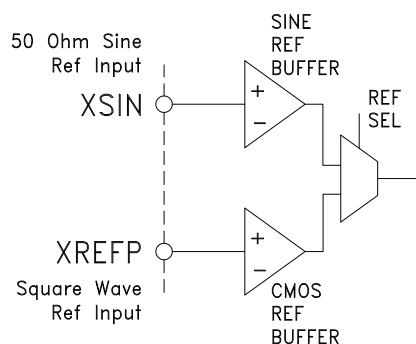 50 Ohm Sine
Ref Input
XSIN
SINE
REF
BUFFER
+
−
REF
SEL
XREFP
Square Wave
Ref Input
+
−
CMOS
REF
BUFFER